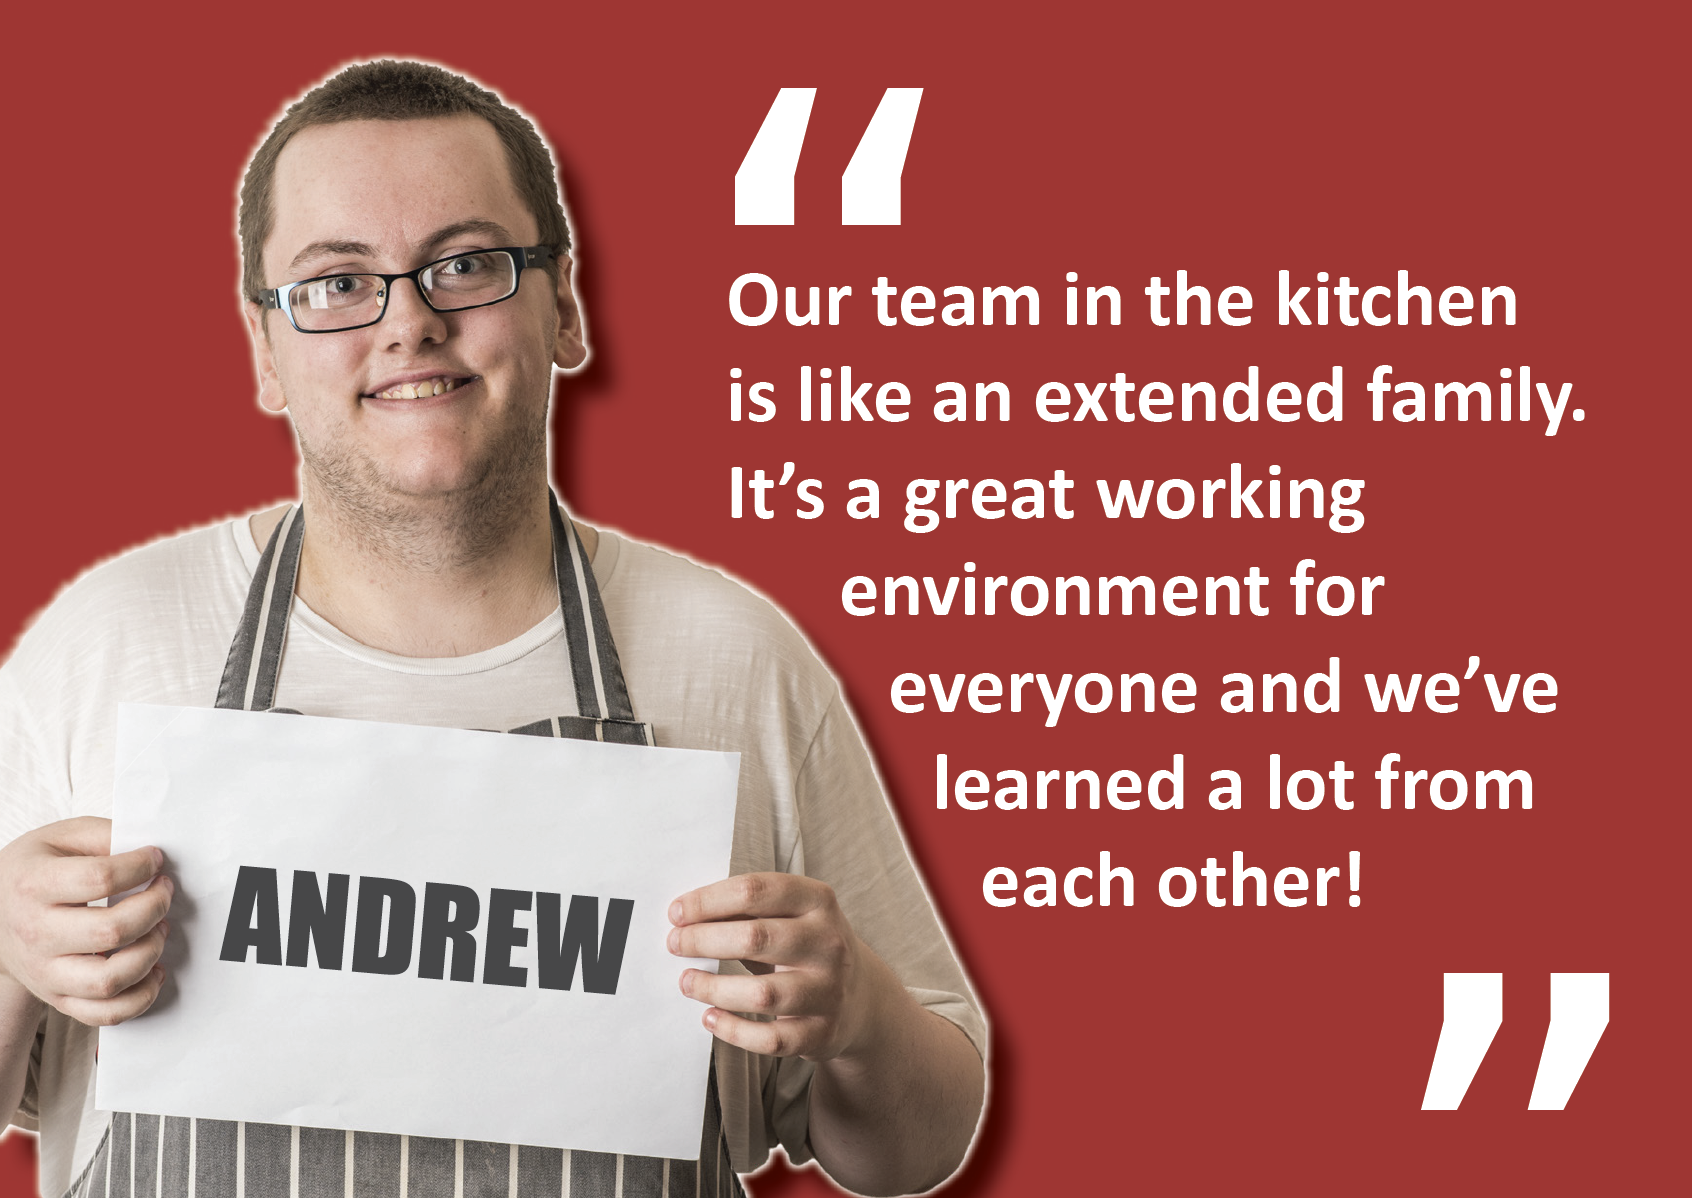 “
Our team in the kitchen
is like an extended family.
It’s a great working
environment for
everyone and we’ve
learned a lot from
each other!
”
ANDREW